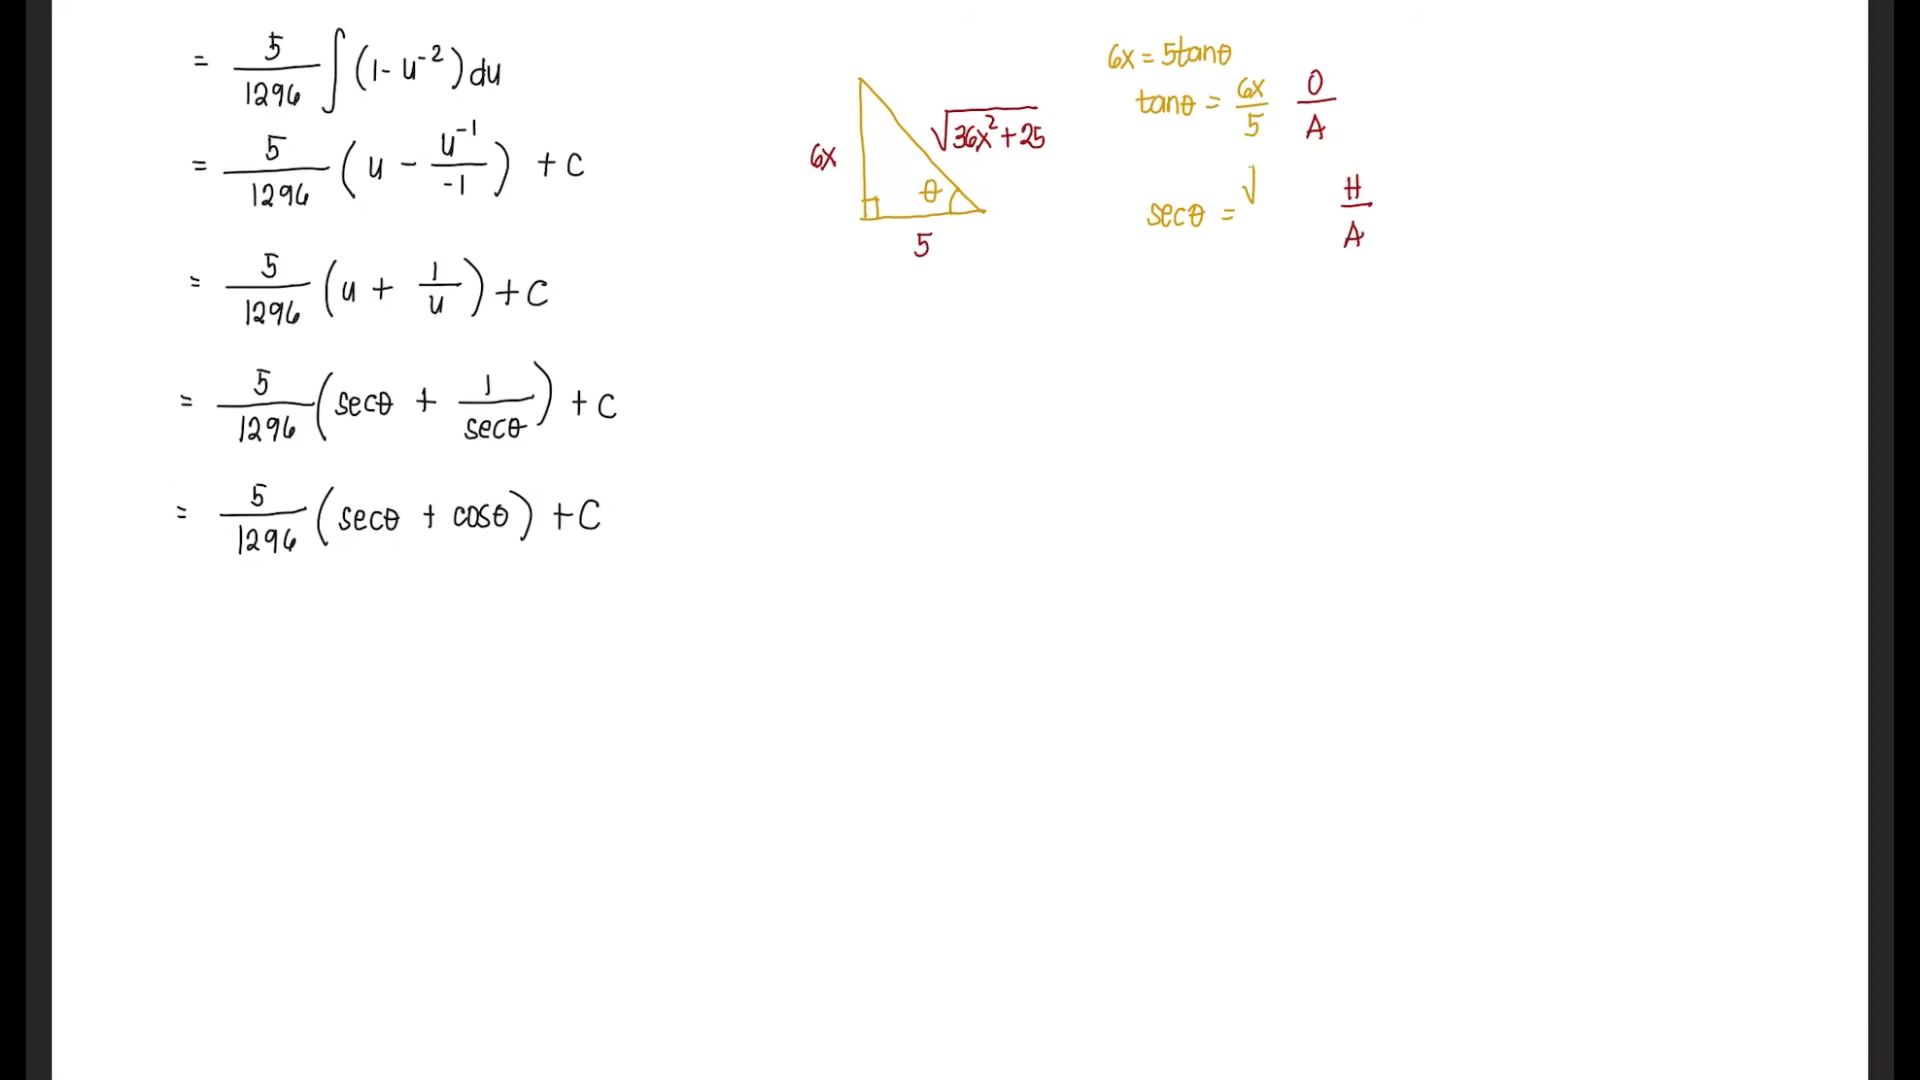 = 5/1296 ∫ (1 - u⁻²) du
= 5/1296 (u - u⁻¹/-1) + C
= 5/1296 (u + 1/u) + C
= 5/1296 (secθ + 1/secθ) + C
= 5/1296 (secθ + cosθ) + C
6x
√36x²+25
θ
5
6x = 5tanθ
tanθ = 6x/5 O/A
secθ = √ H/A